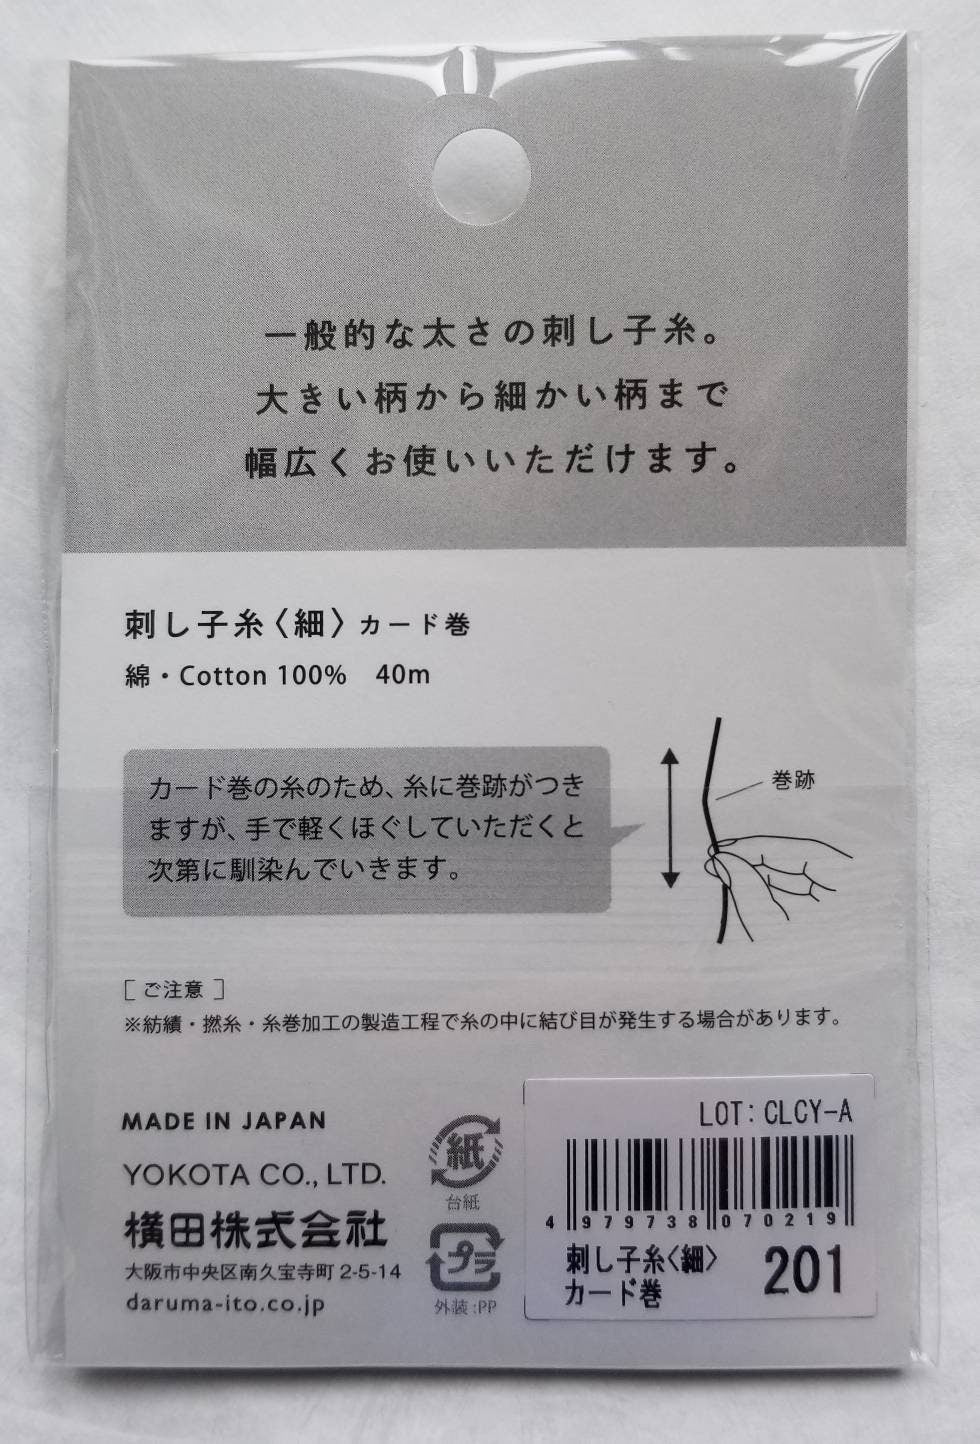 一般的な太さの刺し子糸。
大きい柄から細かい柄まで
幅広くお使いいただけます。
刺し子糸〈細〉カード巻
綿・Cotton 100%　40m
カード巻の糸のため、糸に巻跡がつき
ますが、手で軽くほぐしていただくと
次第に馴染んでいきます。
巻跡
［ご注意］
※紡績・撚糸・糸巻加工の製造工程で糸の中に結び目が発生する場合があります。
MADE IN JAPAN
YOKOTA CO., LTD.
横田株式会社
大阪市中央区南久宝寺町 2-5-14
daruma-ito.co.jp
紙
台紙
プラ
外装:PP
LOT: CLCY-A
4 979738 070219
刺し子糸〈細〉
カード巻
201